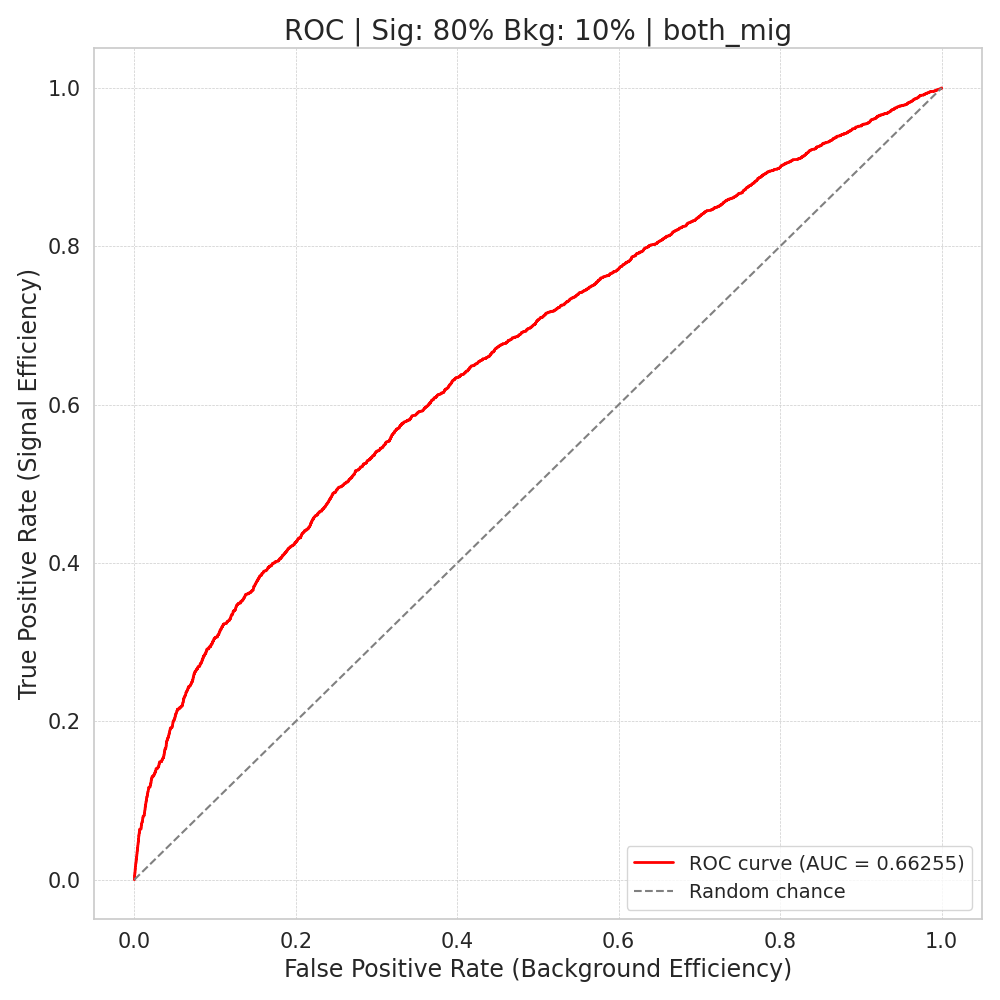 ROC | Sig: 80% Bkg: 10% | both_mig
True Positive Rate (Signal Efficiency)
1.0
0.8
0.6
0.4
0.2
0.0
ROC curve (AUC = 0.66255)
Random chance
0.0 0.2 0.4 0.6 0.8 1.0
False Positive Rate (Background Efficiency)